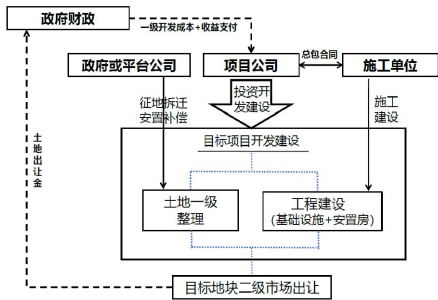 政府财政
一级开发成本+收益支付
政府或平台公司
项目公司
总包合同
施工单位
征地拆迁
安置补偿
投资开
发建设
施工
建设
土地出让金
目标项目开发建设
土地一级
整理
工程建设
(基础设施+安置房)
目标地块二级市场出让